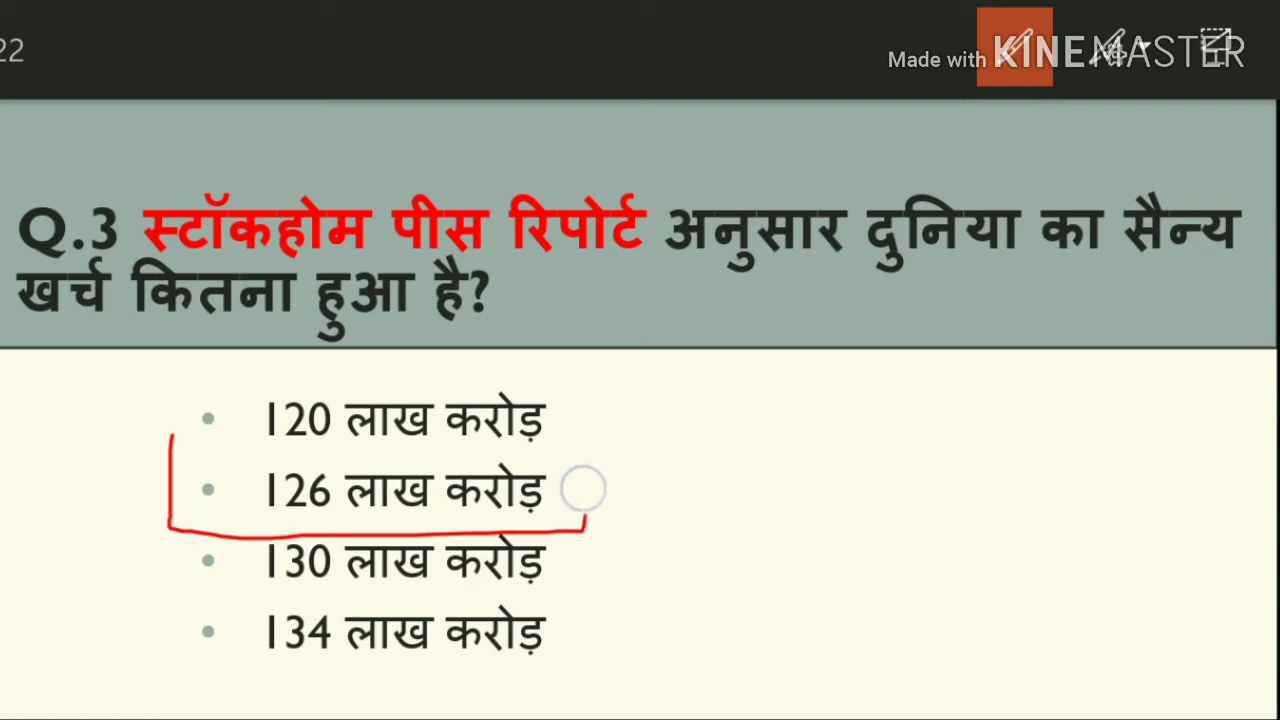 22
Made with KINEMASTER
Q.3 स्टॉकहोम पीस रिपोर्ट अनुसार दुनिया का सैन्य
खर्च कितना हुआ है?
• 120 लाख करोड़
• 126 लाख करोड़
• 130 लाख करोड़
• 134 लाख करोड़